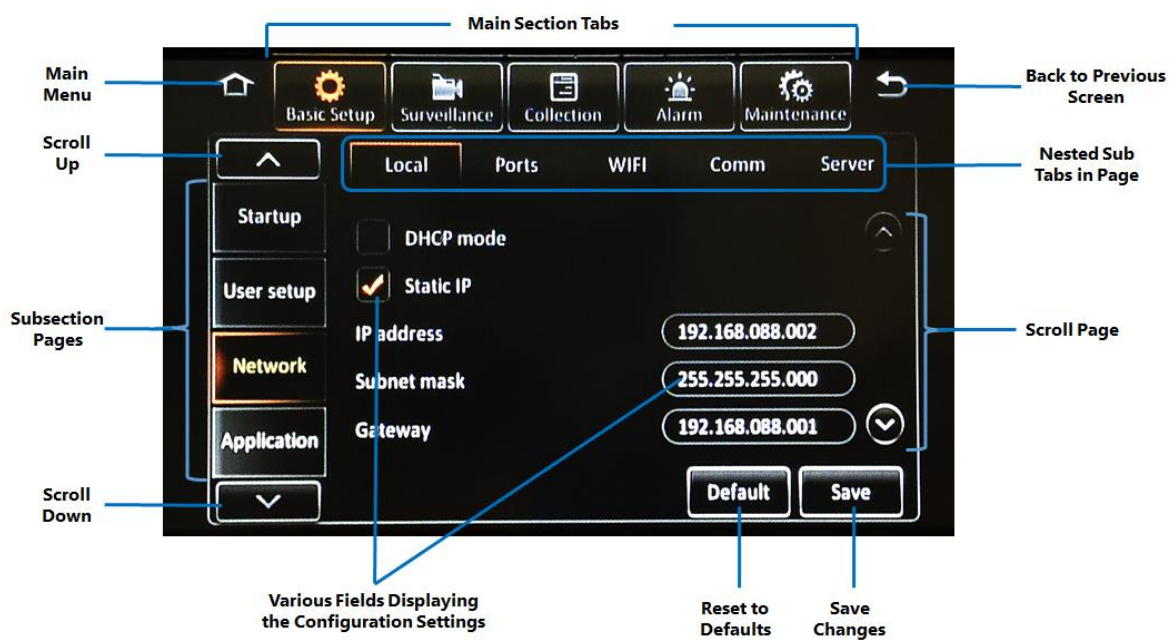 Main Section Tabs
Main
Menu
Basic Setup
Surveillance
Collection
Alarm
Maintenance
Back to Previous
Screen
Scroll
Up
Local
Ports
WIFI
Comm
Server
Nested Sub
Tabs in Page
Startup
DHCP mode
User setup
Static IP
Subsection
Pages
IP address
192.168.088.002
Scroll Page
Network
Subnet mask
255.255.255.000
Application
Gateway
192.168.088.001
Scroll
Down
Default
Save
Various Fields Displaying
the Configuration Settings
Reset to
Defaults
Save
Changes